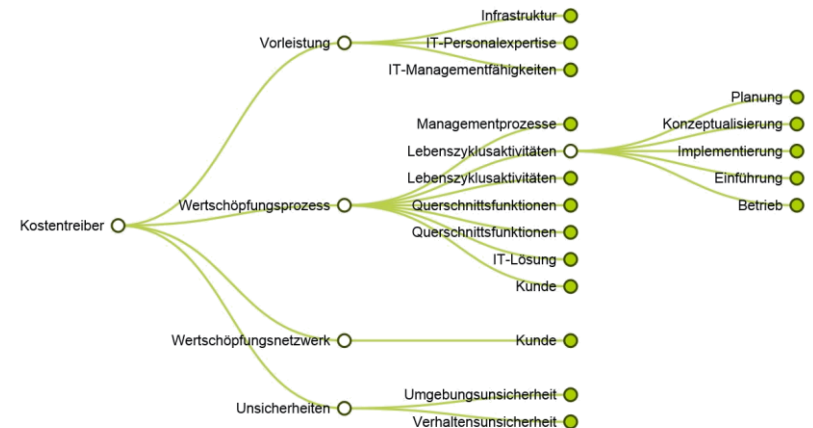 Infrastruktur
Vorleistung
IT-Personalexpertise
IT-Managementfähigkeiten
Planung
Managementprozesse
Konzeptualisierung
Lebenszyklusaktivitäten
Implementierung
Lebenszyklusaktivitäten
Einführung
Wertschöpfungsprozess
Querschnittsfunktionen
Betrieb
Kostentreiber
Querschnittsfunktionen
IT-Lösung
Kunde
Wertschöpfungsnetzwerk
Kunde
Umgebungsunsicherheit
Unsicherheiten
Verhaltensunsicherheit